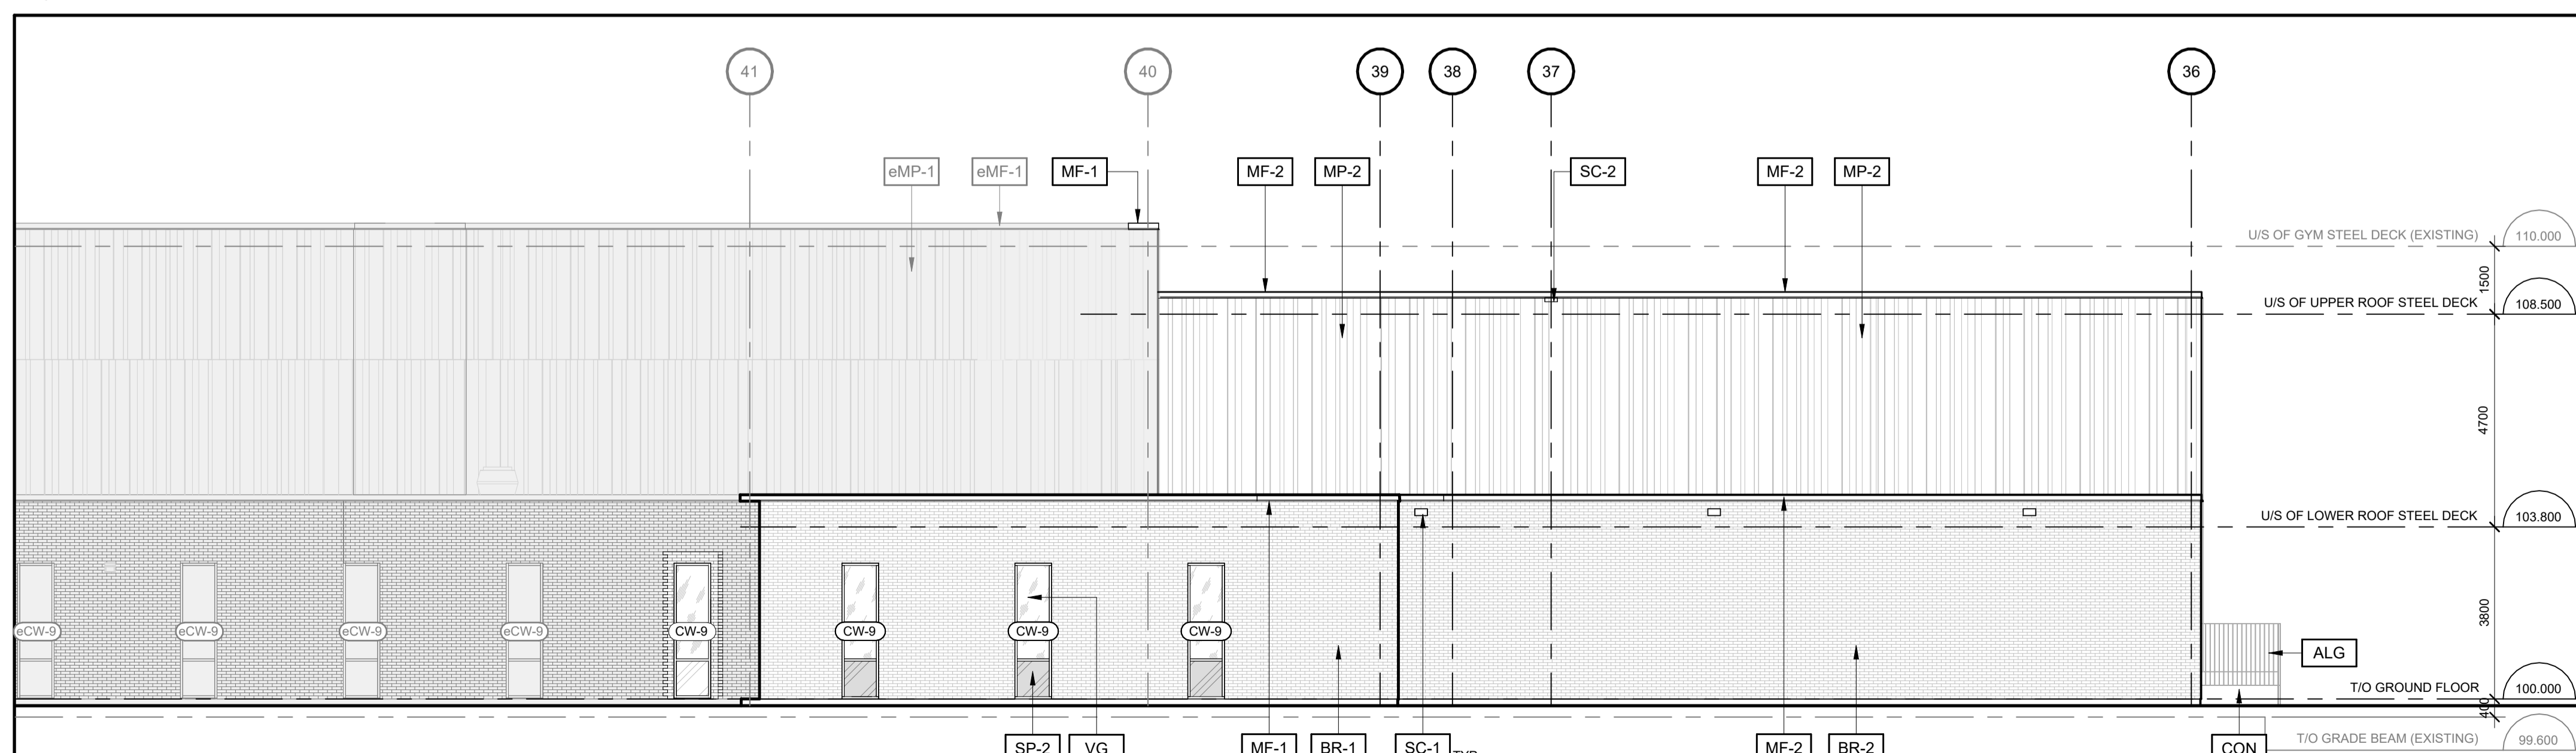 41
40
39
38
37
36
eMP-1
eMF-1
MF-1
MF-2
MP-2
SC-2
MF-2
MP-2
U/S OF GYM STEEL DECK (EXISTING)
110.000
1500
U/S OF UPPER ROOF STEEL DECK
108.500
4700
U/S OF LOWER ROOF STEEL DECK
103.800
3800
eCW-9
eCW-9
eCW-9
eCW-9
CW-9
CW-9
CW-9
CW-9
ALG
T/O GROUND FLOOR
100.000
400
T/O GRADE BEAM (EXISTING)
99.600
SP-2
VG
MF-1
BR-1
SC-1
TYP
MF-2
BR-2
CON